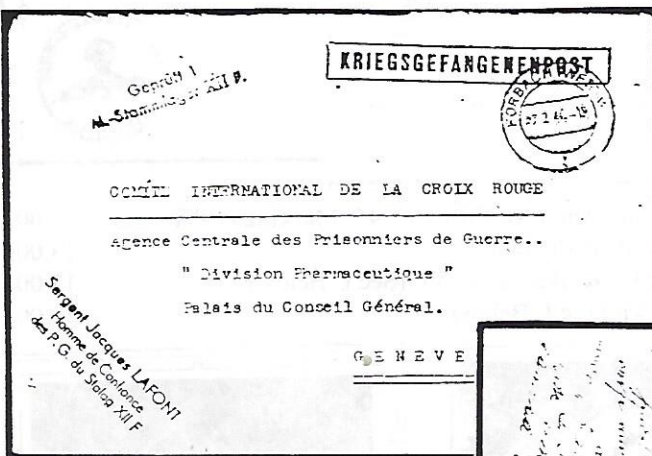 KRIEGSGEFANGENENPOST
Geprüft 1
M.-Stammlager XII F.
FORBACH
COMITE INTERNATIONAL DE LA CROIX ROUGE
Agence Centrale des Prisonniers de Guerre..
" Division Pharmaceutique "
Palais du Conseil Général.
GENEVE
Sergent Jacques LAFONT
Homme de Confiance
des P.G. du Stalag XII F